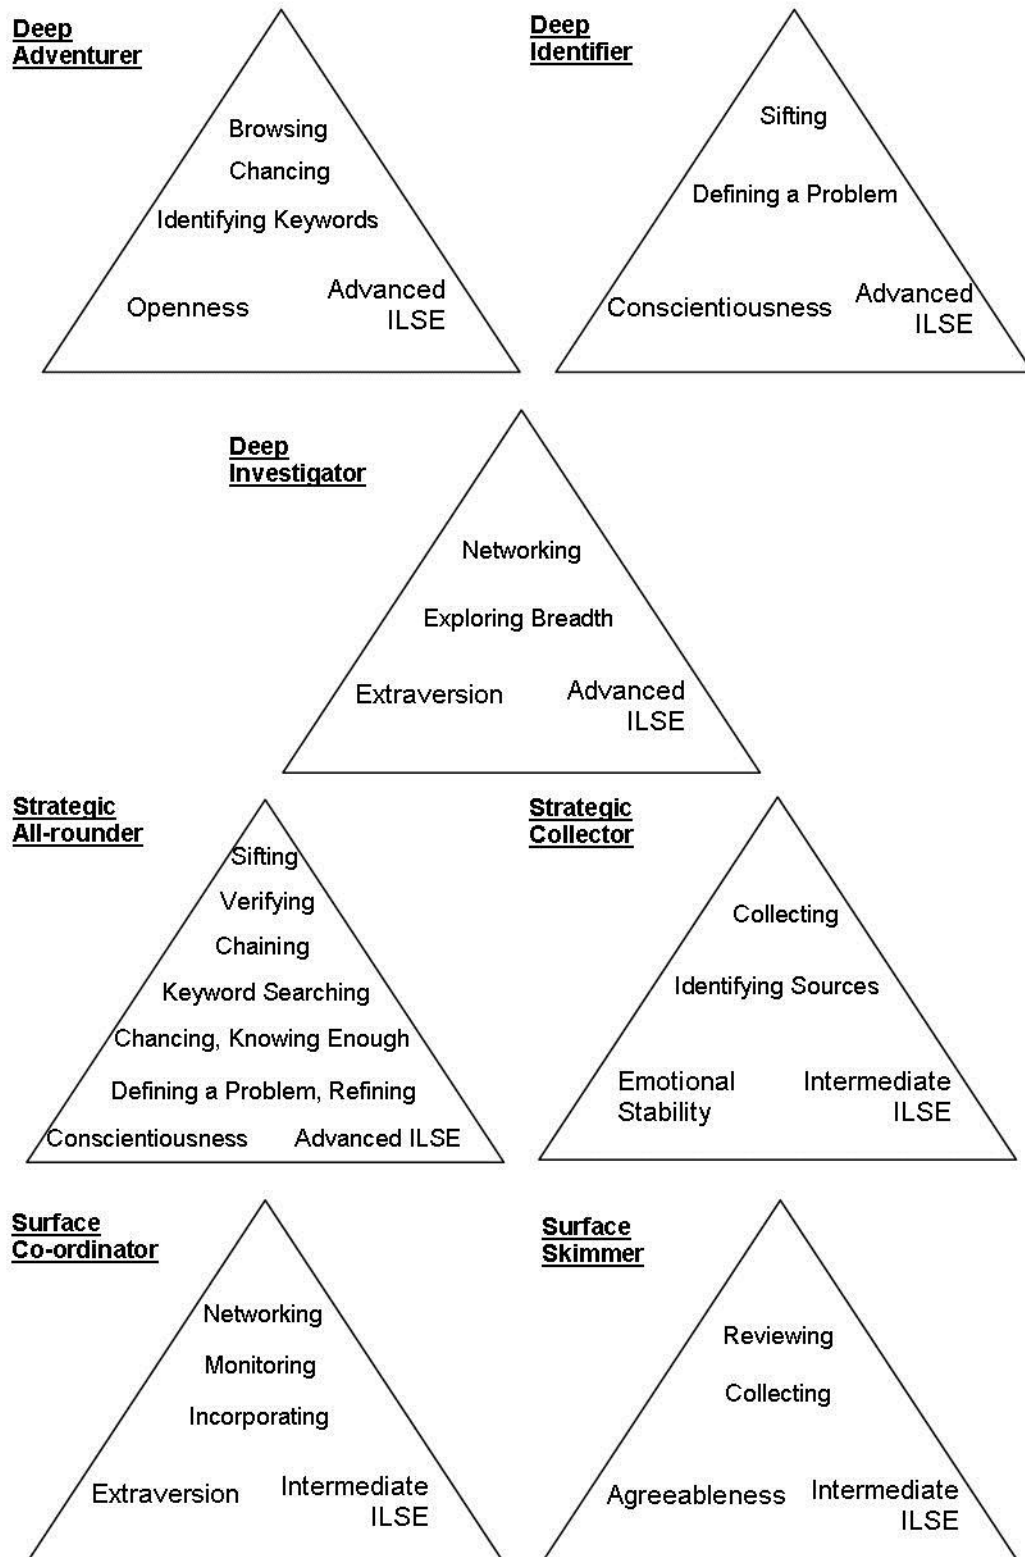 Deep
Adventurer
Browsing
Chancing
Identifying Keywords
Openness
Advanced
ILSE
Deep
Identifier
Sifting
Defining a Problem
Conscientiousness
Advanced
ILSE
Deep
Investigator
Networking
Exploring Breadth
Extraversion
Advanced
ILSE
Strategic
All-rounder
Sifting
Verifying
Chaining
Keyword Searching
Chancing, Knowing Enough
Defining a Problem, Refining
Conscientiousness
Advanced ILSE
Strategic
Collector
Collecting
Identifying Sources
Emotional
Stability
Intermediate
ILSE
Surface
Co-ordinator
Networking
Monitoring
Incorporating
Extraversion
Intermediate
ILSE
Surface
Skimmer
Reviewing
Collecting
Agreeableness
Intermediate
ILSE